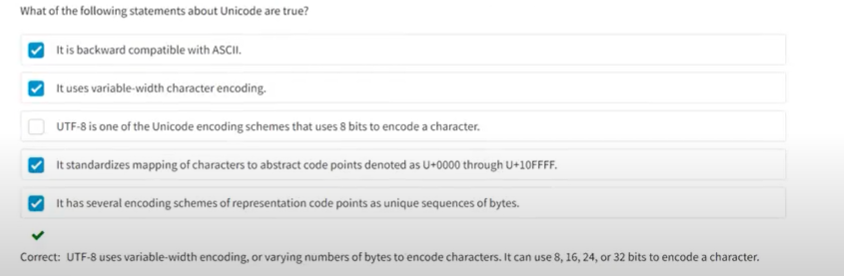 What of the following statements about Unicode are true?
It is backward compatible with ASCII.
It uses variable-width character encoding.
UTF-8 is one of the Unicode encoding schemes that uses 8 bits to encode a character.
It standardizes mapping of characters to abstract code points denoted as U+0000 through U+10FFFF.
It has several encoding schemes of representation code points as unique sequences of bytes.
Correct: UTF-8 uses variable-width encoding, or varying numbers of bytes to encode characters. It can use 8, 16, 24, or 32 bits to encode a character.